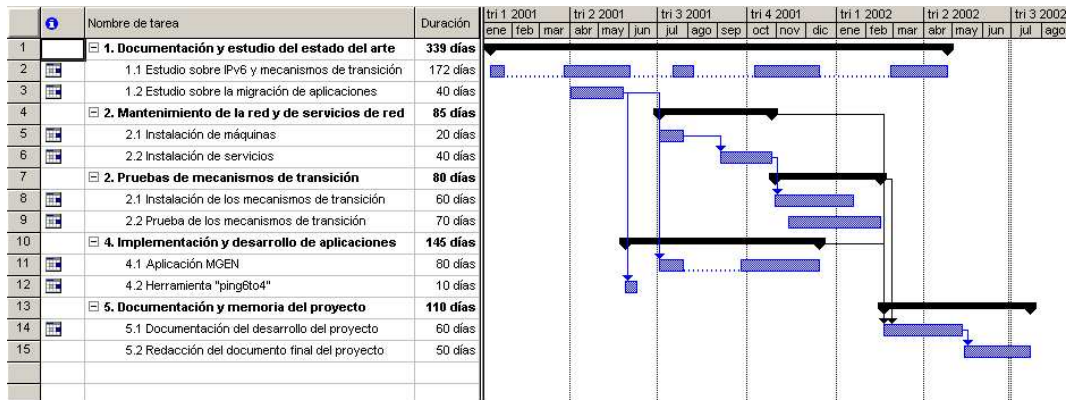 Nombre de tarea Duración tri 1 2001 tri 2 2001 tri 3 2001 tri 4 2001 tri 1 2002 tri 2 2002 tri 3 2002
ene feb mar abr may jun jul ago sep oct nov dic ene feb mar abr may jun jul ago
1 1. Documentación y estudio del estado del arte 339 días
2 1.1 Estudio sobre IPv6 y mecanismos de transición 172 días
3 1.2 Estudio sobre la migración de aplicaciones 40 días
4 2. Mantenimiento de la red y de servicios de red 85 días
5 2.1 Instalación de máquinas 20 días
6 2.2 Instalación de servicios 40 días
7 2. Pruebas de mecanismos de transición 80 días
8 2.1 Instalación de los mecanismos de transición 60 días
9 2.2 Prueba de los mecanismos de transición 70 días
10 4. Implementación y desarrollo de aplicaciones 145 días
11 4.1 Aplicación MGEN 80 días
12 4.2 Herramienta "ping6to4" 10 días
13 5. Documentación y memoria del proyecto 110 días
14 5.1 Documentación del desarrollo del proyecto 60 días
15 5.2 Redacción del documento final del proyecto 50 días